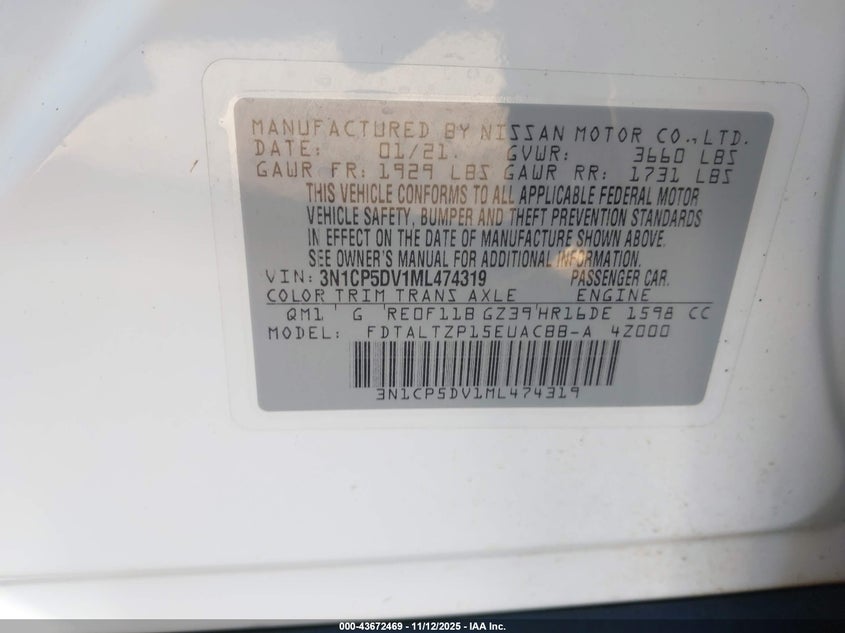 MANUFACTURED BY NISSAN MOTOR CO., LTD.
DATE: 01/21. GVWR: 3660 LBS
GAWR FR: 1929 LBS GAWR RR: 1731 LBS
THIS VEHICLE CONFORMS TO ALL APPLICABLE FEDERAL MOTOR
VEHICLE SAFETY, BUMPER AND THEFT PREVENTION STANDARDS
IN EFFECT ON THE DATE OF MANUFACTURE SHOWN ABOVE.
SEE OWNER'S MANUAL FOR ADDITIONAL INFORMATION.
VIN: 3N1CP5DV1ML474319 PASSENGER CAR.
COLOR TRIM TRANS AXLE ENGINE
QM1 ' G ' RE0F11B GZ39'HR16DE 1598 CC
MODEL: FDTALTZP15EUACBB-A 4Z000
3N1CP5DV1ML474319
000-43672469 - 11/12/2025 - IAA Inc.